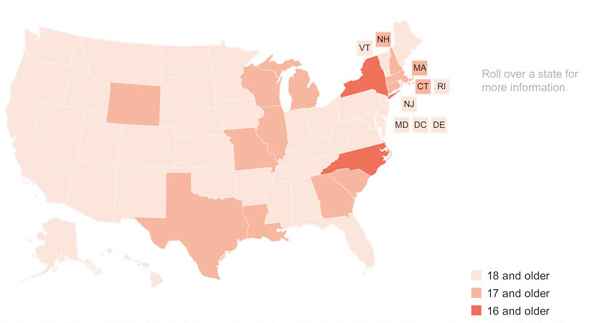 NH
VT
MA
Roll over a state for
more information.
CT RI
NJ
MD DC DE
18 and older
17 and older
16 and older